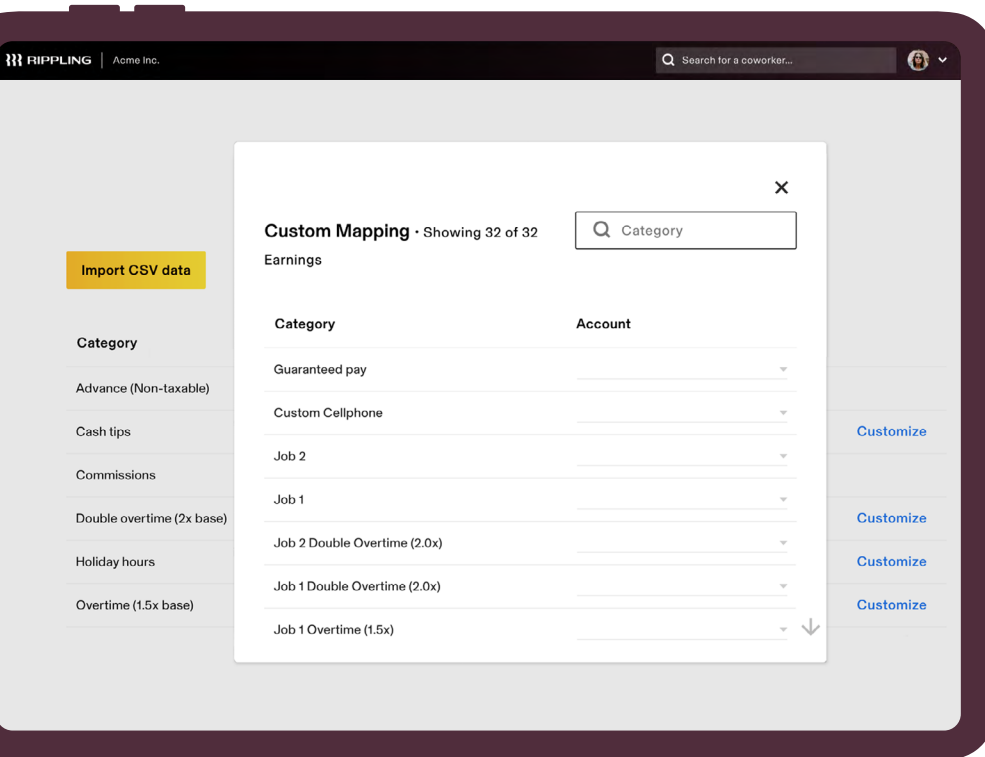 RIPPLING
Acme Inc.
Search for a coworker...
Import CSV data
Category
Advance (Non-taxable)
Cash tips
Customize
Commissions
Double overtime (2x base)
Customize
Holiday hours
Customize
Overtime (1.5x base)
Customize
Custom Mapping · Showing 32 of 32
Earnings
Category
Category Account
Guaranteed pay
Custom Cellphone
Job 2
Job 1
Job 2 Double Overtime (2.0x)
Job 1 Double Overtime (2.0x)
Job 1 Overtime (1.5x)